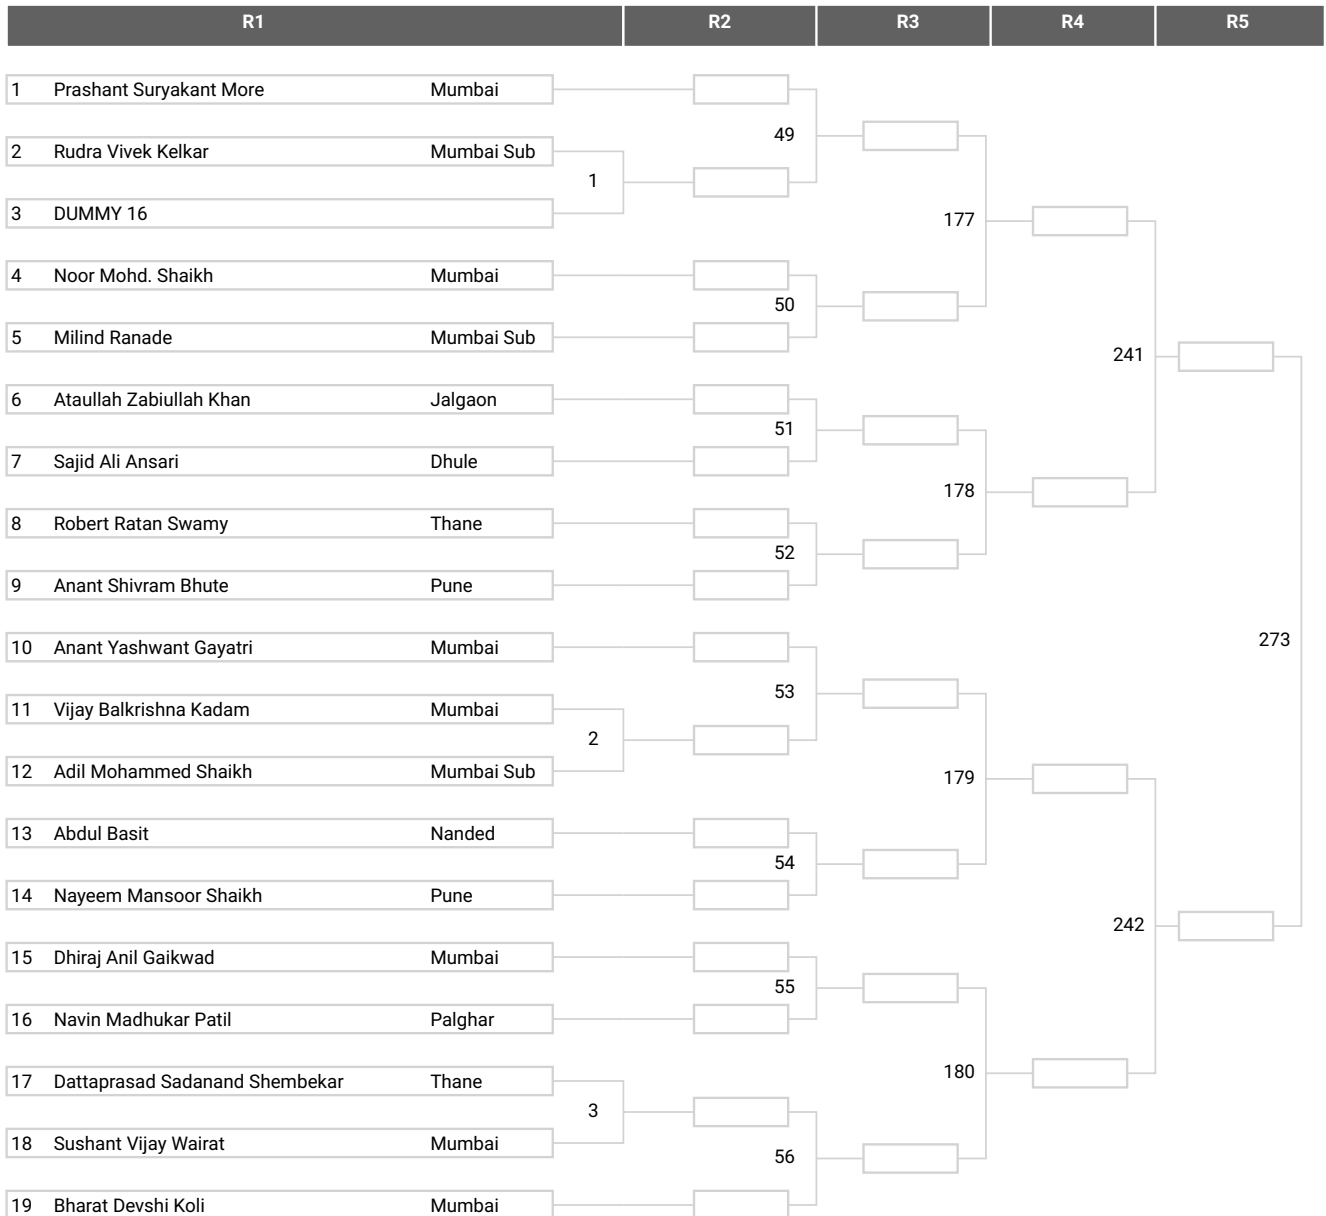 R1 R2 R3 R4 R5
1 Prashant Suryakant More Mumbai
49
2 Rudra Vivek Kelkar Mumbai Sub
1
3 DUMMY 16
177
4 Noor Mohd. Shaikh Mumbai
50
5 Milind Ranade Mumbai Sub
241
6 Ataullah Zabiullah Khan Jalgaon
51
7 Sajid Ali Ansari Dhule
178
8 Robert Ratan Swamy Thane
52
9 Anant Shivram Bhute Pune
273
10 Anant Yashwant Gayatri Mumbai
53
11 Vijay Balkrishna Kadam Mumbai
2
12 Adil Mohammed Shaikh Mumbai Sub
179
13 Abdul Basit Nanded
54
14 Nayeem Mansoor Shaikh Pune
242
15 Dhiraj Anil Gaikwad Mumbai
55
16 Navin Madhukar Patil Palghar
180
17 Dattaprasad Sadanand Shembekar Thane
3
18 Sushant Vijay Wairat Mumbai
56
19 Bharat Devshi Koli Mumbai